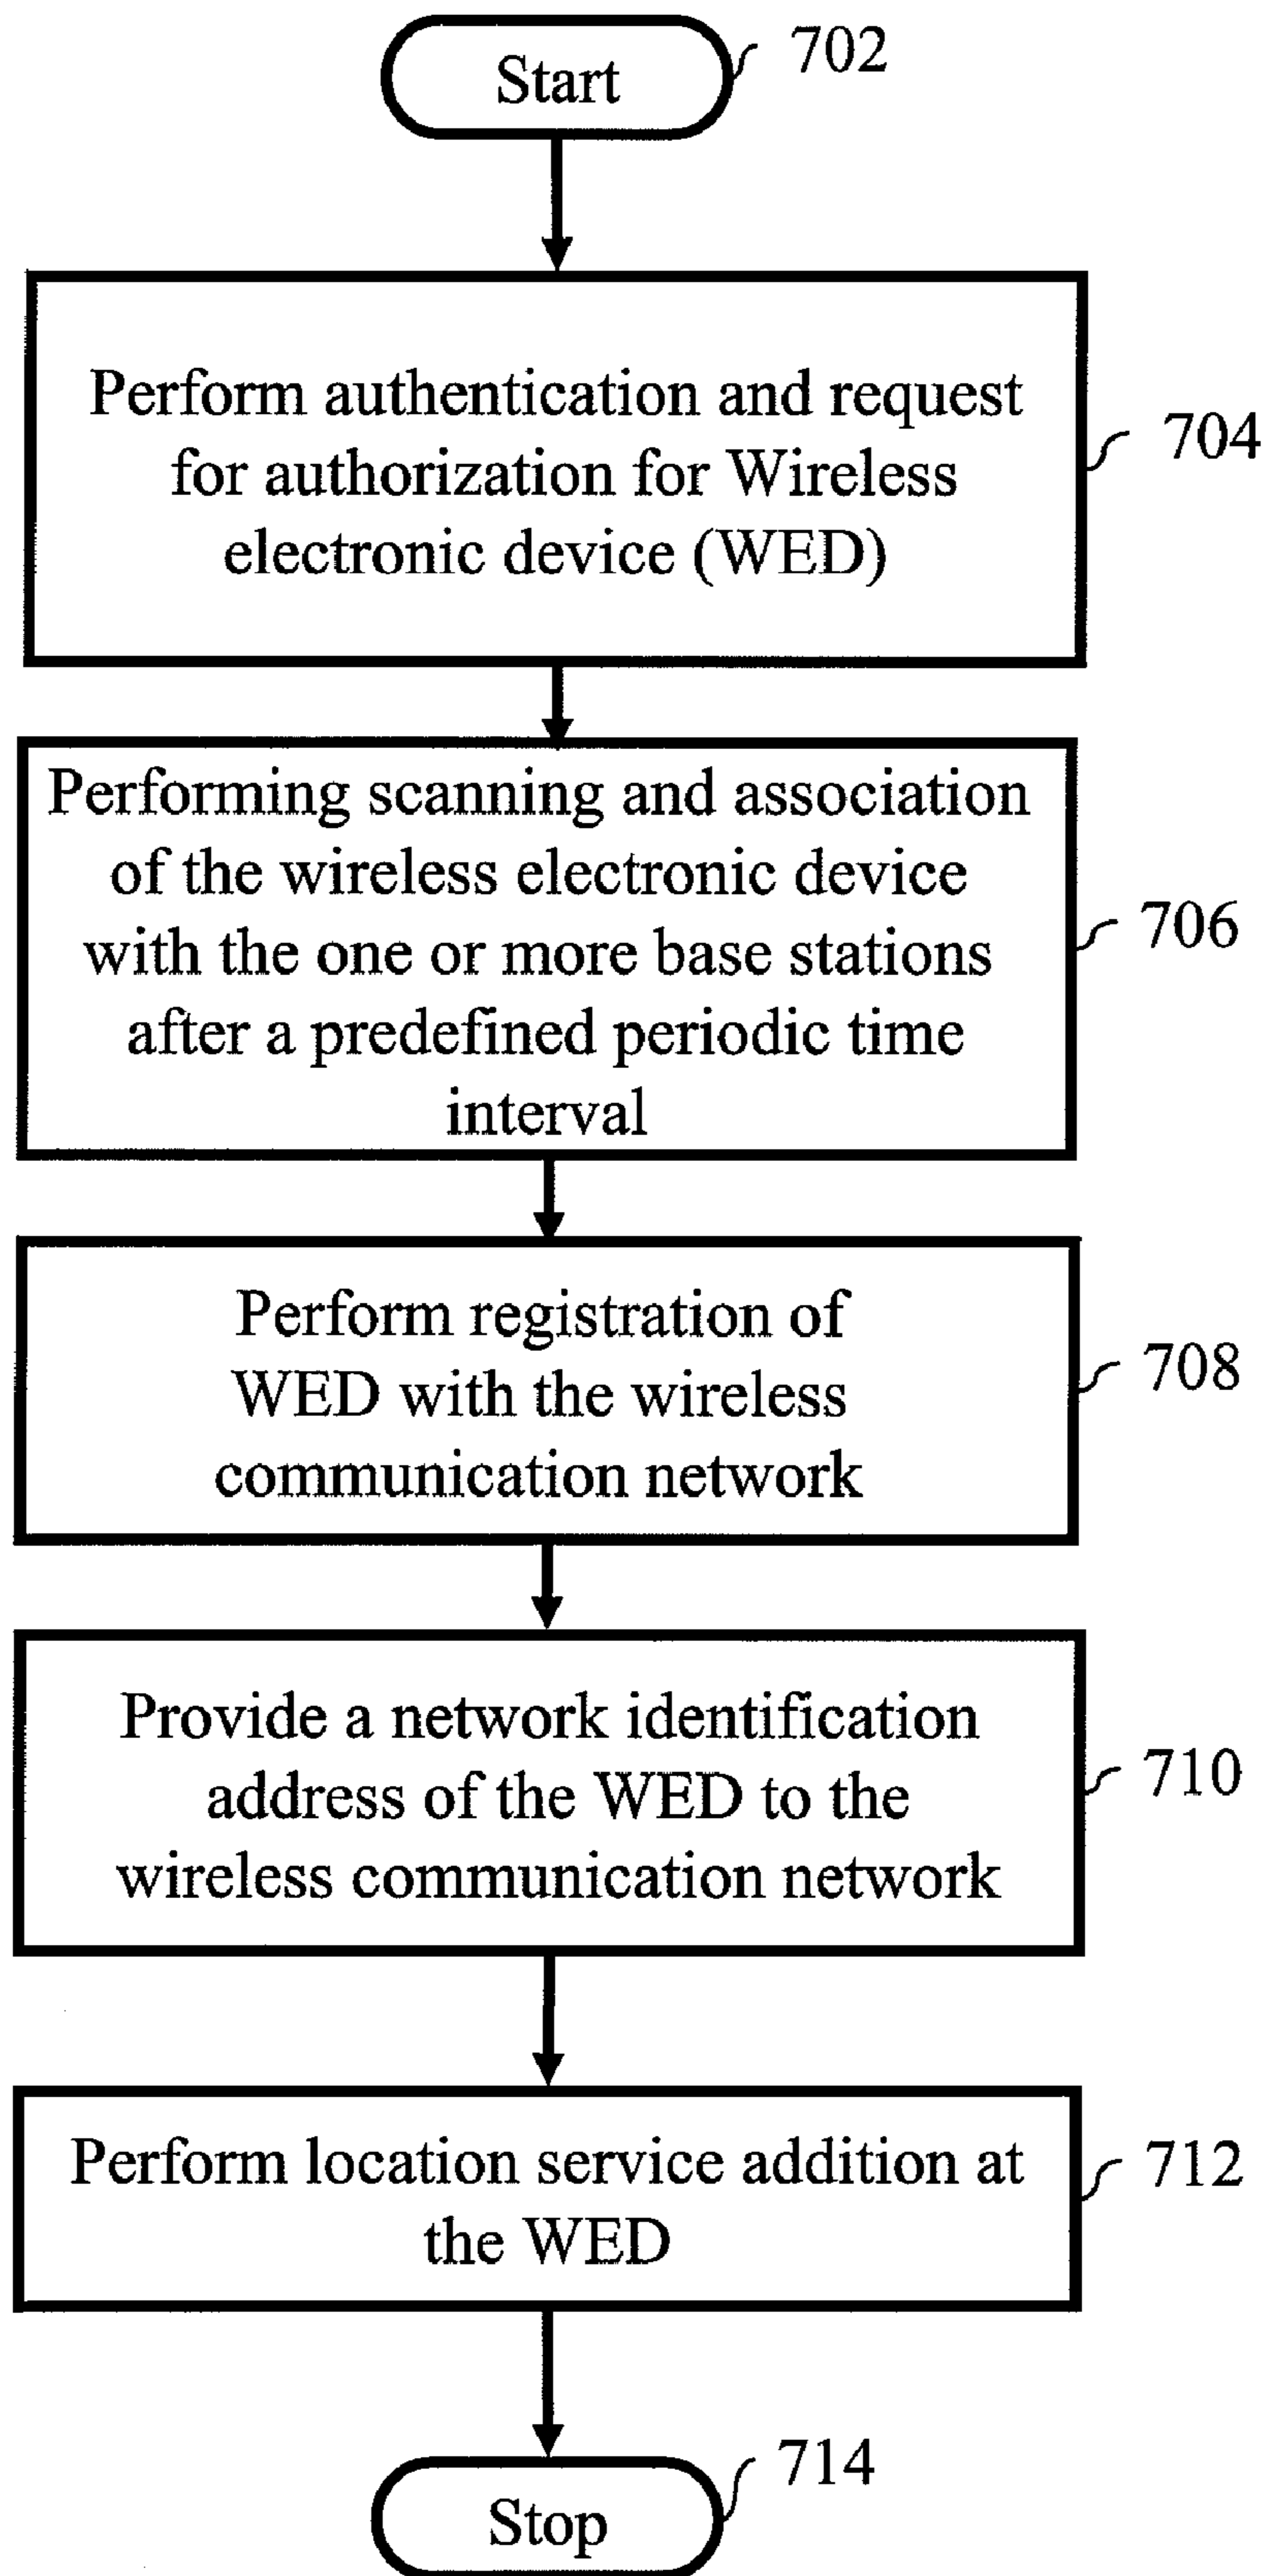 Start
702
Perform authentication and request
for authorization for Wireless
electronic device (WED)
704
Performing scanning and association
of the wireless electronic device
with the one or more base stations
after a predefined periodic time
interval
706
Perform registration of
WED with the wireless
communication network
708
Provide a network identification
address of the WED to the
wireless communication network
710
Perform location service addition at
the WED
712
Stop
714